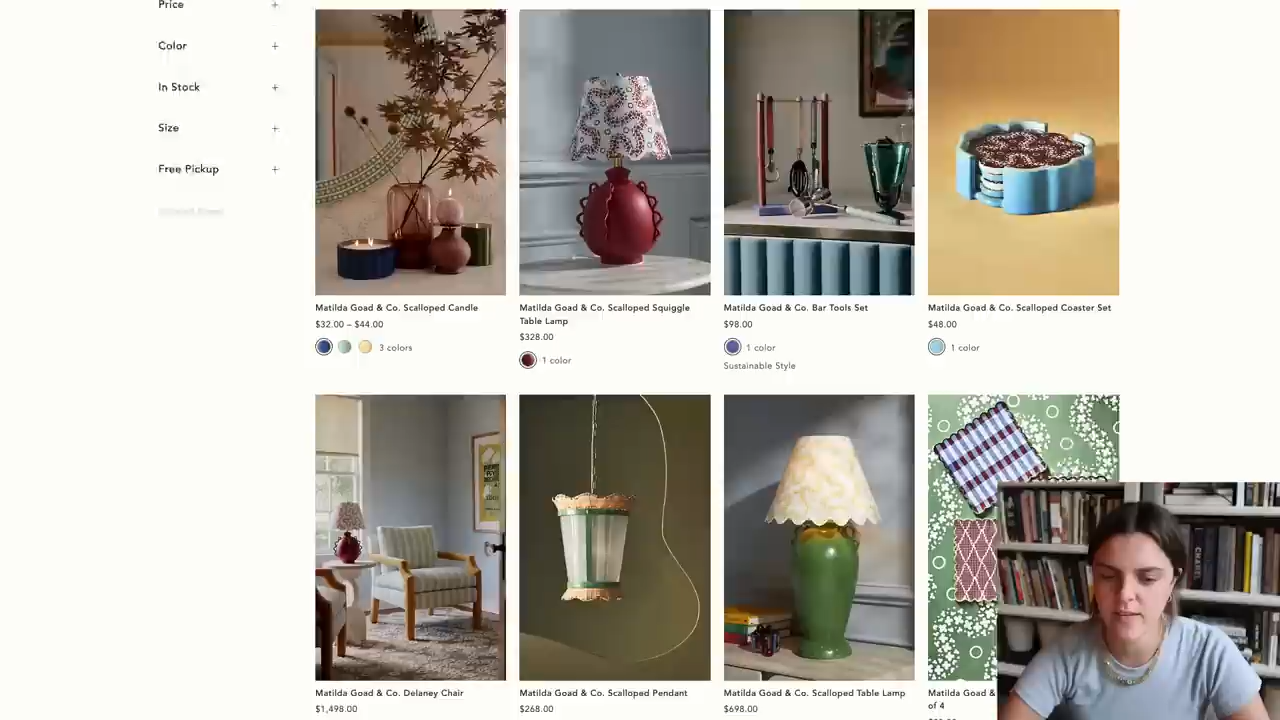 Price +
Color +
In Stock +
Size +
Free Pickup +
Matilda Goad & Co. Scalloped Candle
$32.00 – $44.00
3 colors
Matilda Goad & Co. Scalloped Squiggle
Table Lamp
$328.00
1 color
Matilda Goad & Co. Bar Tools Set
$98.00
1 color
Sustainable Style
Matilda Goad & Co. Scalloped Coaster Set
$48.00
1 color
Matilda Goad & Co. Delaney Chair
$1,498.00
Matilda Goad & Co. Scalloped Pendant
$268.00
Matilda Goad & Co. Scalloped Table Lamp
$698.00
Matilda Goad &
of 4
CHANEL